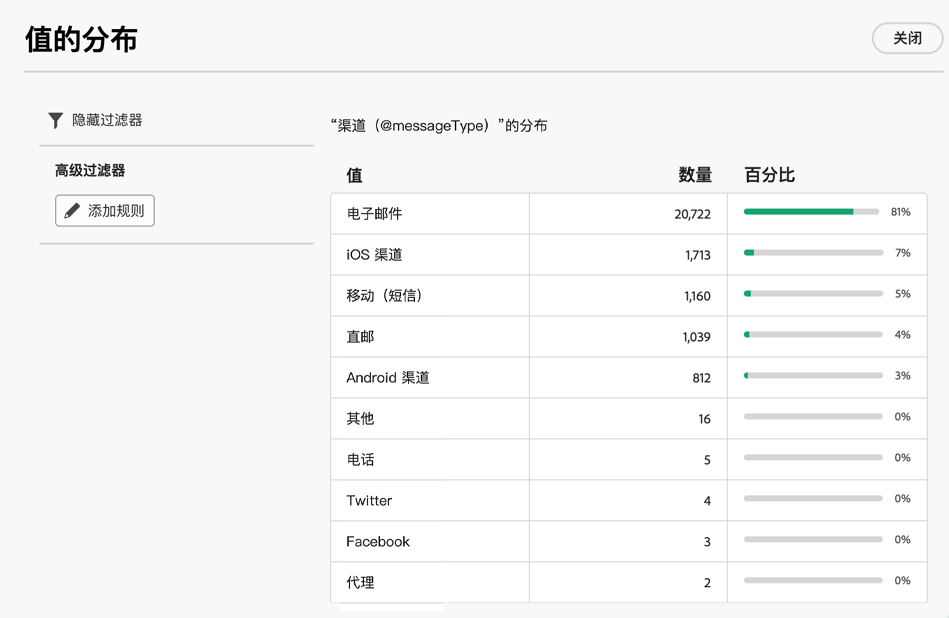 值的分布
关闭
隐藏过滤器
“渠道（@messageType）”的分布
高级过滤器
添加规则
值 数量 百分比
电子邮件 20,722 81%
iOS 渠道 1,713 7%
移动（短信） 1,160 5%
直邮 1,039 4%
Android 渠道 812 3%
其他 16 0%
电话 5 0%
Twitter 4 0%
Facebook 3 0%
代理 2 0%